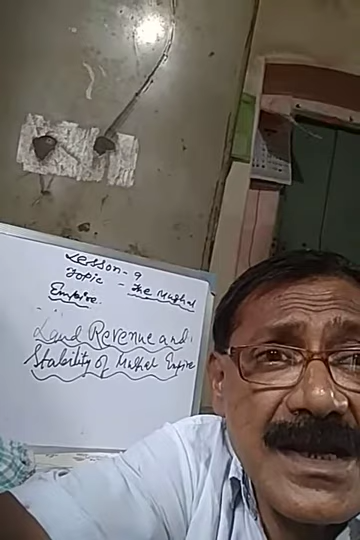 Lesson - 9
Topic - The Mughal
Empire.
Land Revenue and
Stability of Mughal Empire